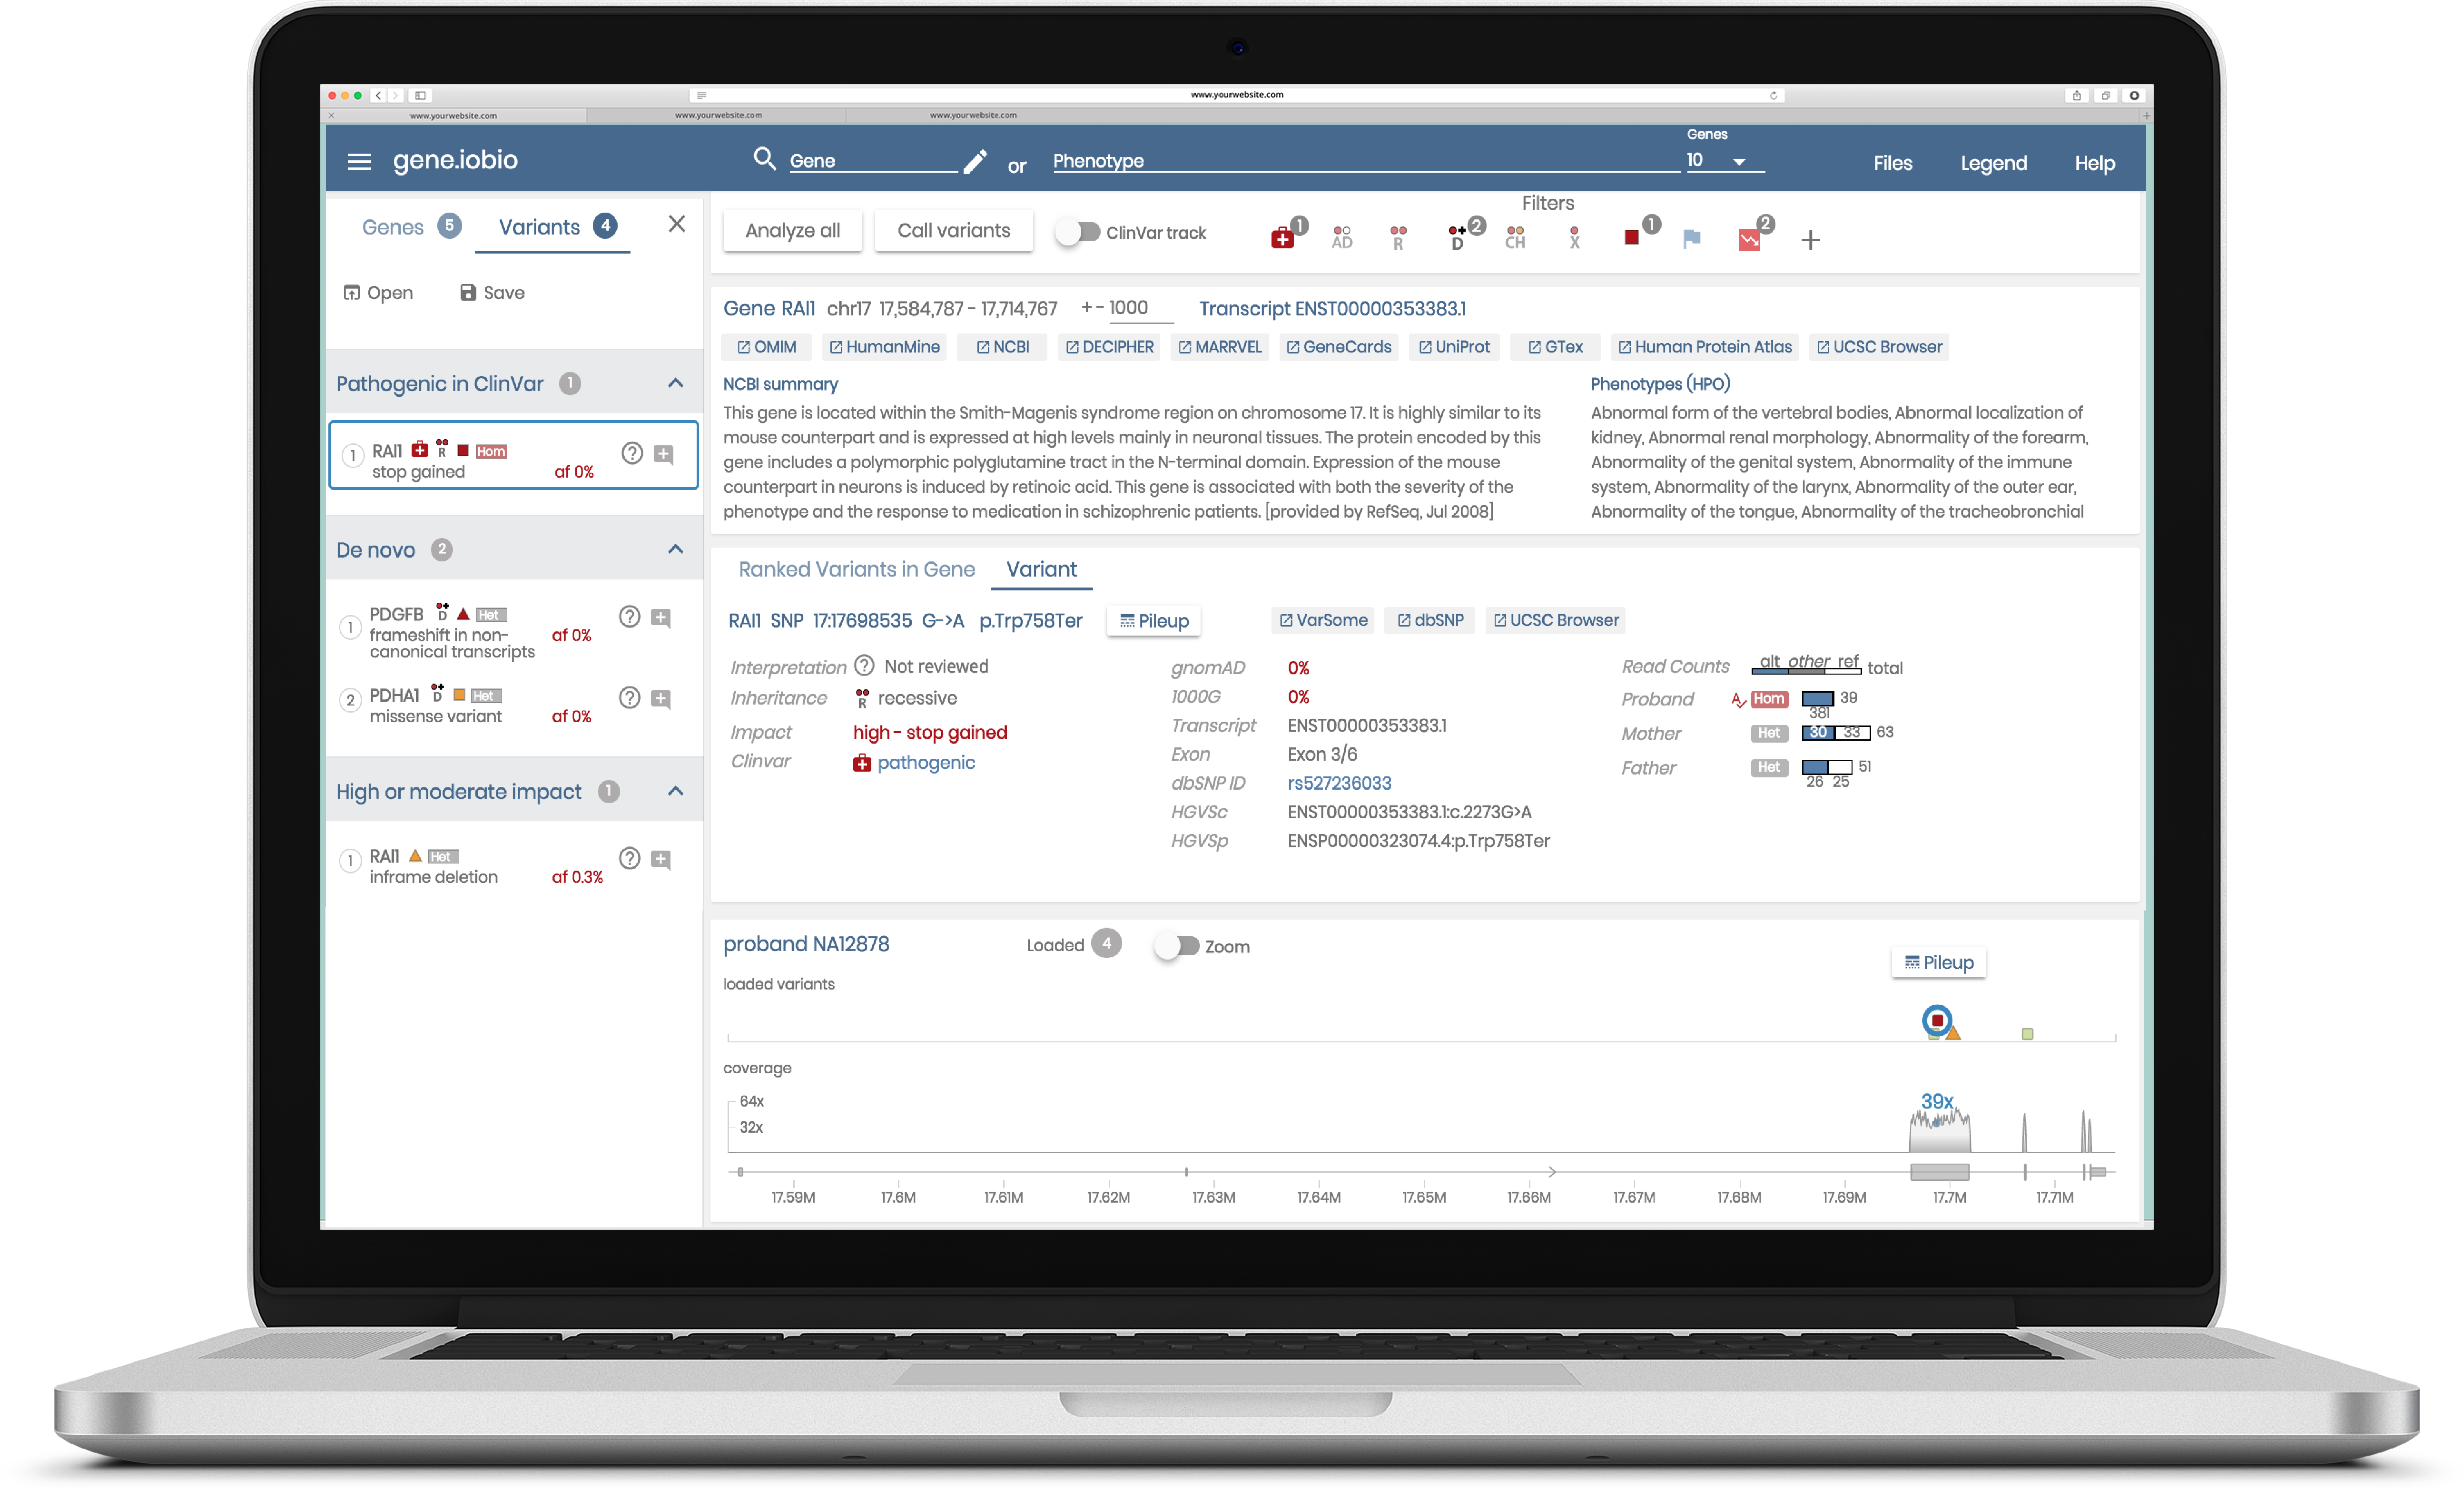 www.yourwebsite.com
www.yourwebsite.com
www.yourwebsite.com
www.yourwebsite.com
gene.iobio
Gene
or
Phenotype
Genes
10
Files
Legend
Help
Genes 5
Variants 4
Open
Save
Pathogenic in ClinVar 1
1 RAI1 R Hom
stop gained af 0%
De novo 2
1 PDGFB D Het
frameshift in non-
canonical transcripts
af 0%
2 PDHA1 D Het
missense variant af 0%
High or moderate impact 1
1 RAI1 Het
inframe deletion af 0.3%
Analyze all
Call variants
ClinVar track
Filters
1 AD R D 2 CH X 1 2 +
Gene RAI1 chr17 17,584,787 - 17,714,767 + - 1000 Transcript ENST00000353383.1
OMIM HumanMine NCBI DECIPHER MARRVEL GeneCards UniProt GTex Human Protein Atlas UCSC Browser
NCBI summary
This gene is located within the Smith-Magenis syndrome region on chromosome 17. It is highly similar to its
mouse counterpart and is expressed at high levels mainly in neuronal tissues. The protein encoded by this
gene includes a polymorphic polyglutamine tract in the N-terminal domain. Expression of the mouse
counterpart in neurons is induced by retinoic acid. This gene is associated with both the severity of the
phenotype and the response to medication in schizophrenic patients. [provided by RefSeq, Jul 2008]
Phenotypes (HPO)
Abnormal form of the vertebral bodies, Abnormal localization of
kidney, Abnormal renal morphology, Abnormality of the forearm,
Abnormality of the genital system, Abnormality of the immune
system, Abnormality of the larynx, Abnormality of the outer ear,
Abnormality of the tongue, Abnormality of the tracheobronchial
Ranked Variants in Gene
Variant
RAI1 SNP 17:17698535 G->A p.Trp758Ter
Pileup
VarSome
dbSNP
UCSC Browser
Interpretation Not reviewed
Inheritance R recessive
Impact high - stop gained
Clinvar pathogenic
gnomAD 0%
1000G 0%
Transcript ENST00000353383.1
Exon Exon 3/6
dbSNP ID rs527236033
HGVSc ENST00000353383.1:c.2273G>A
HGVSp ENSP00000323074.4:p.Trp758Ter
Read Counts alt other ref total
Proband Hom 39
38 1
Mother Het 30 33 63
Father Het 51
26 25
proband NA12878
Loaded 4
Zoom
Pileup
loaded variants
coverage
64x
32x
39x
17.59M 17.6M 17.61M 17.62M 17.63M 17.64M 17.65M 17.66M 17.67M 17.68M 17.69M 17.7M 17.71M